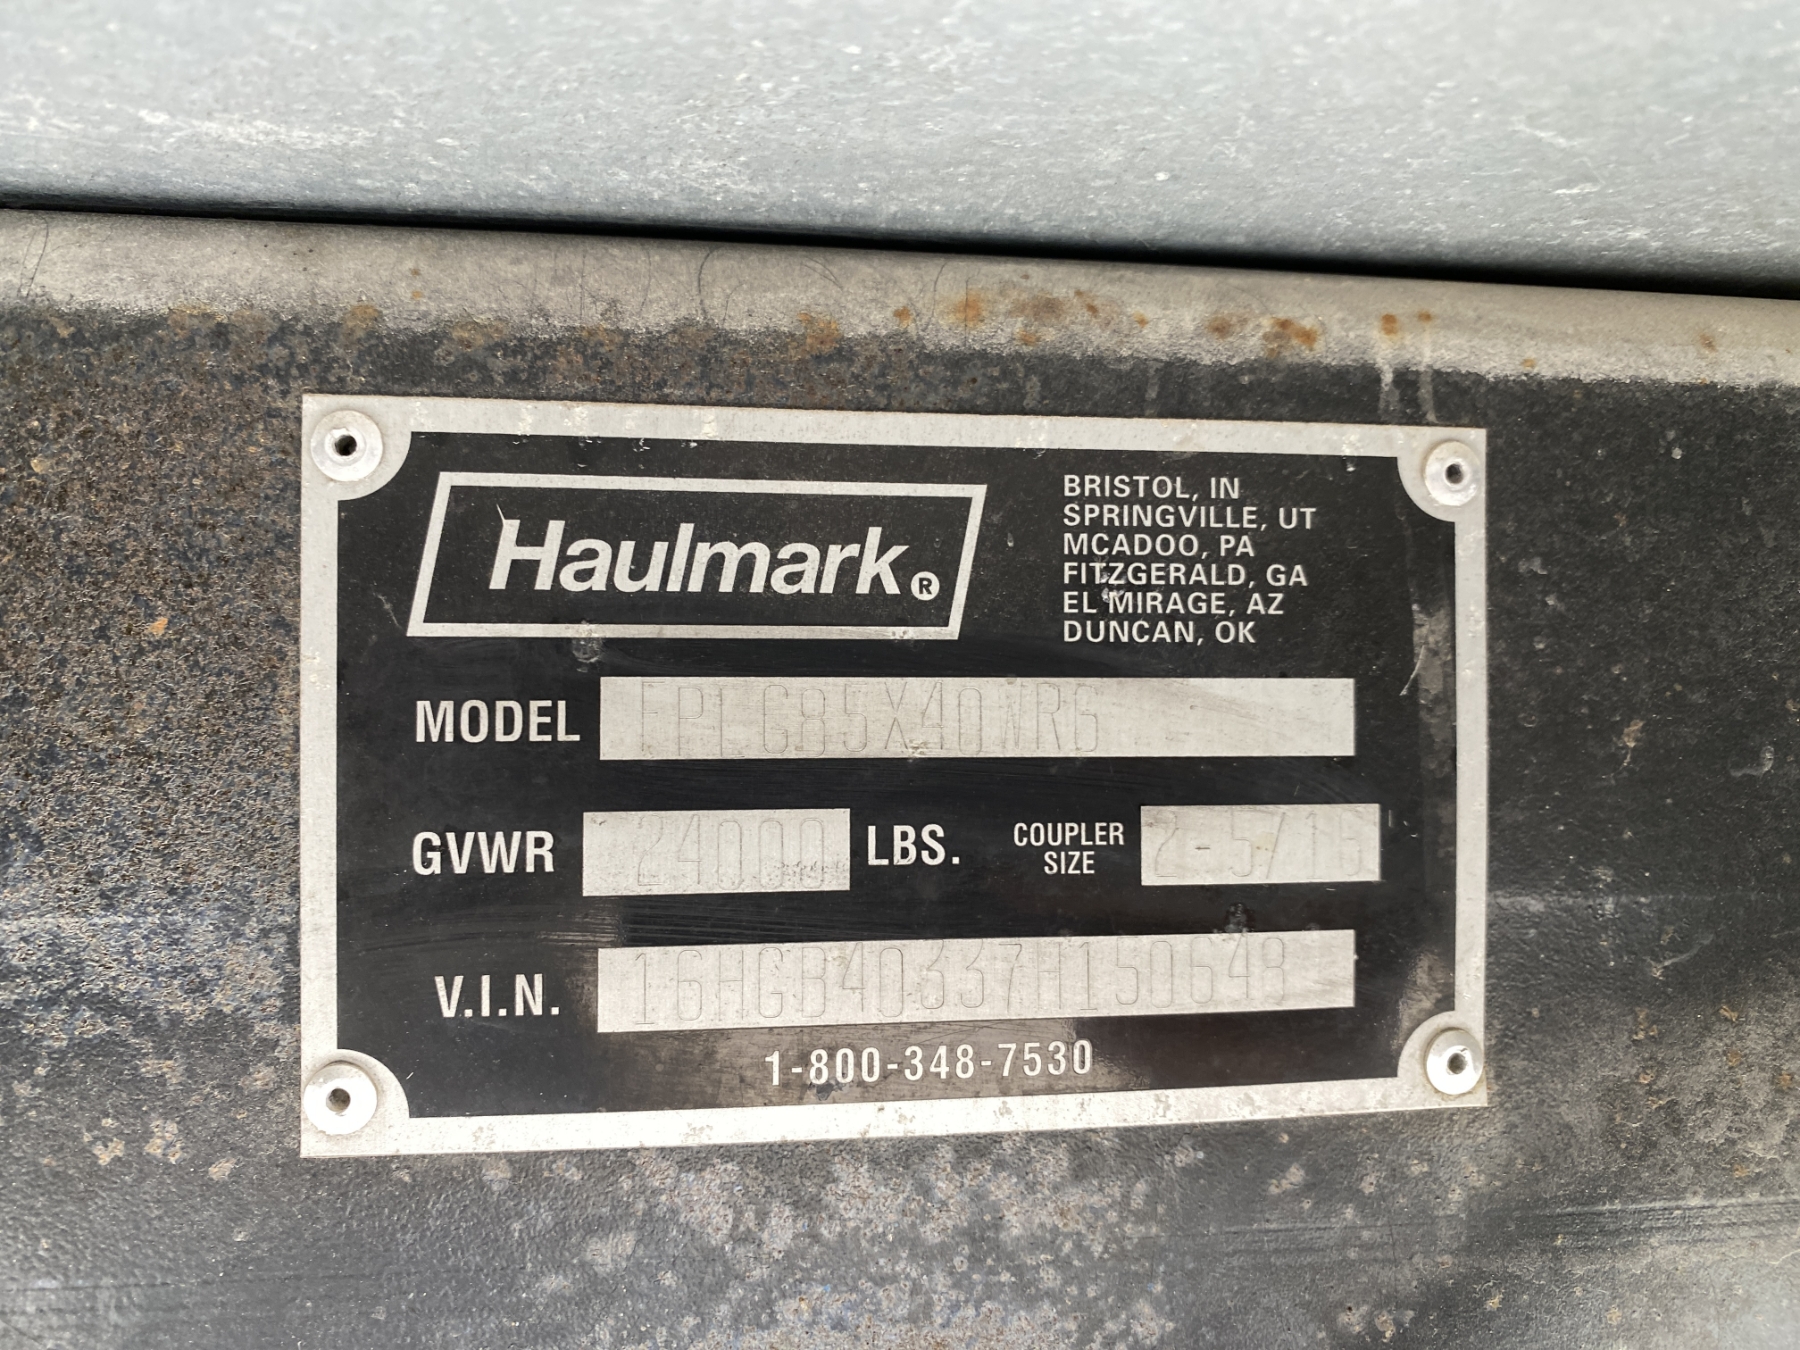 Haulmark®
BRISTOL, IN
SPRINGVILLE, UT
MCADOO, PA
FITZGERALD, GA
EL MIRAGE, AZ
DUNCAN, OK
MODEL
GVWR 24000 LBS.
COUPLER SIZE 2-5/16
V.I.N. 16HGB40337H150648
1-800-348-7530